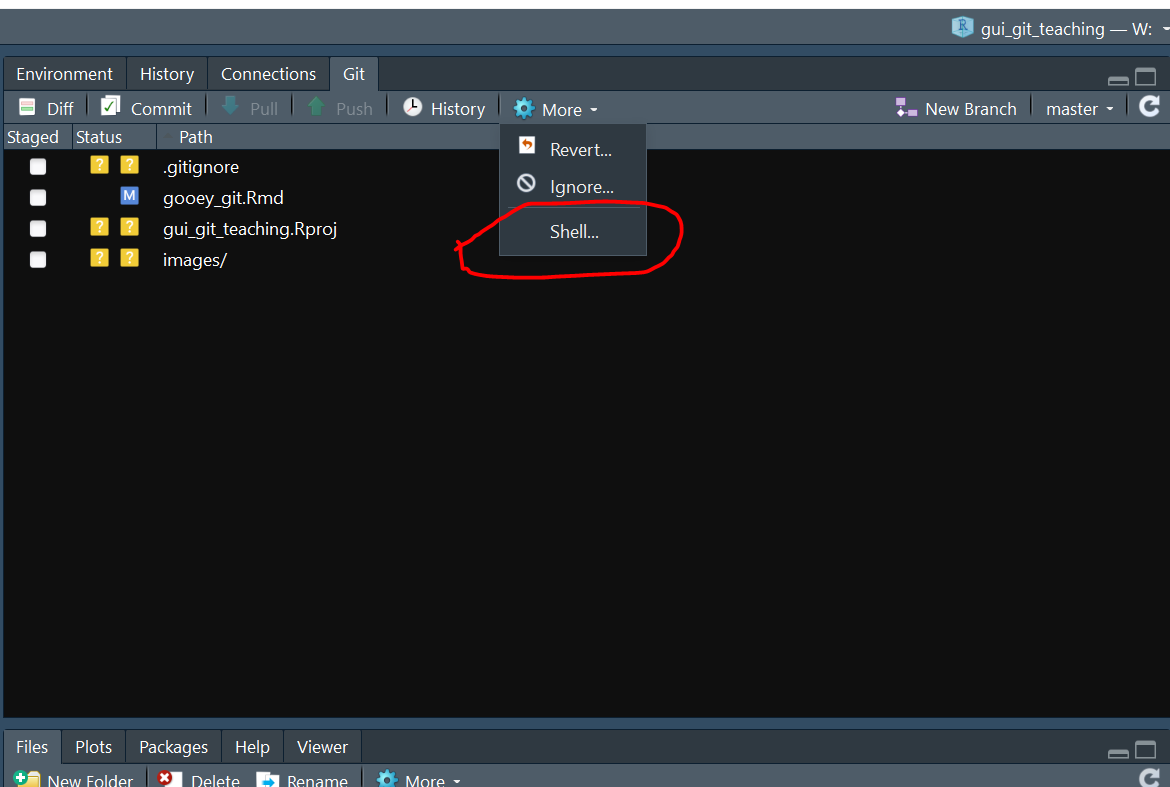 gui_git_teaching — W:
Environment History Connections Git
Diff Commit Pull Push History More New Branch master
Staged Status Path
? ? .gitignore
M gooey_git.Rmd
? ? gui_git_teaching.Rproj
? ? images/
Revert...
Ignore...
Shell...
Files Plots Packages Help Viewer
New Folder Delete Rename More